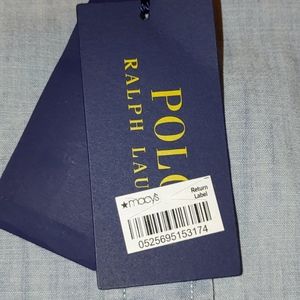 POLO
RALPH LAU
★macy's
Return
Label
0525695153174